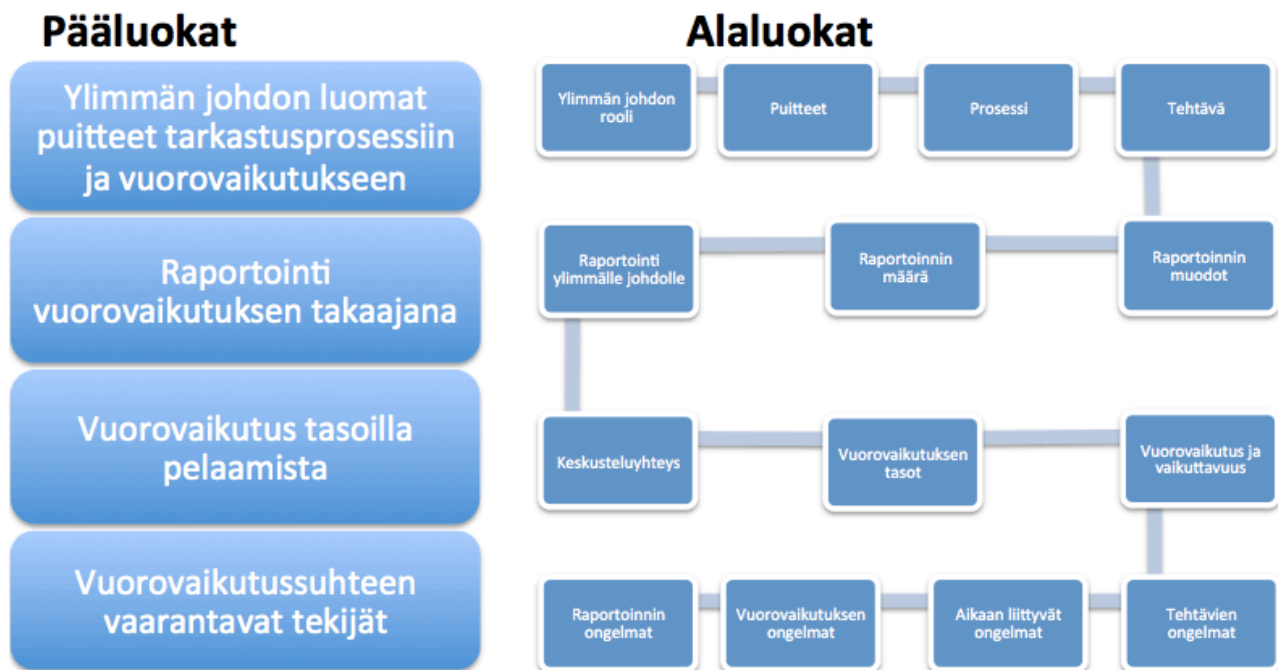 Pääluokat
Alaluokat
Ylimmän johdon luomat
puitteet tarkastusprosessiin
ja vuorovaikutukseen
Ylimmän johdon
rooli
Puitteet
Prosessi
Tehtävä
Raportointi
vuorovaikutuksen takaajana
Raportointi
ylimmälle johdolle
Raportoinnin
määrä
Raportoinnin
muodot
Vuorovaikutus tasoilla
pelaamista
Keskusteluyhteys
Vuorovaikutuksen
tasot
Vuorovaikutus ja
vaikuttavuus
Vuorovaikutussuhteen
vaarantavat tekijät
Raportoinnin
ongelmat
Vuorovaikutuksen
ongelmat
Aikaan liittyvät
ongelmat
Tehtävien
ongelmat